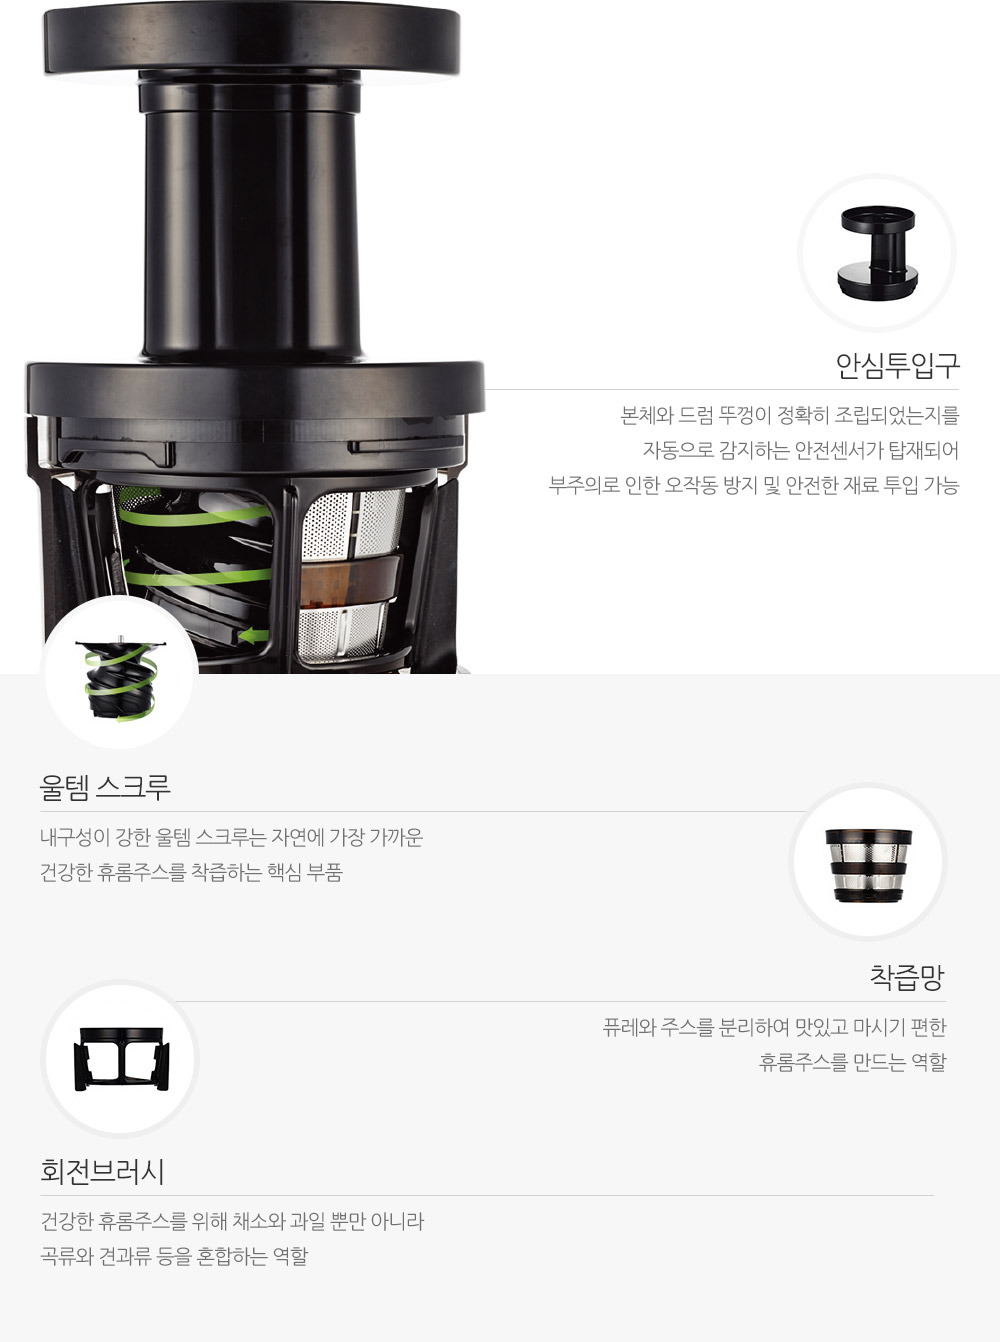 안심투입구
본체와 드럼 뚜껑이 정확히 조립되었는지를
자동으로 감지하는 안전센서가 탑재되어
부주의로 인한 오작동 방지 및 안전한 재료 투입 가능
울템 스크루
내구성이 강한 울템 스크루는 자연에 가장 가까운
건강한 휴롬주스를 착즙하는 핵심 부품
착즙망
퓨레와 주스를 분리하여 맛있고 마시기 편한
휴롬주스를 만드는 역할
회전브러시
건강한 휴롬주스를 위해 채소와 과일 뿐만 아니라
곡류와 견과류 등을 혼합하는 역할